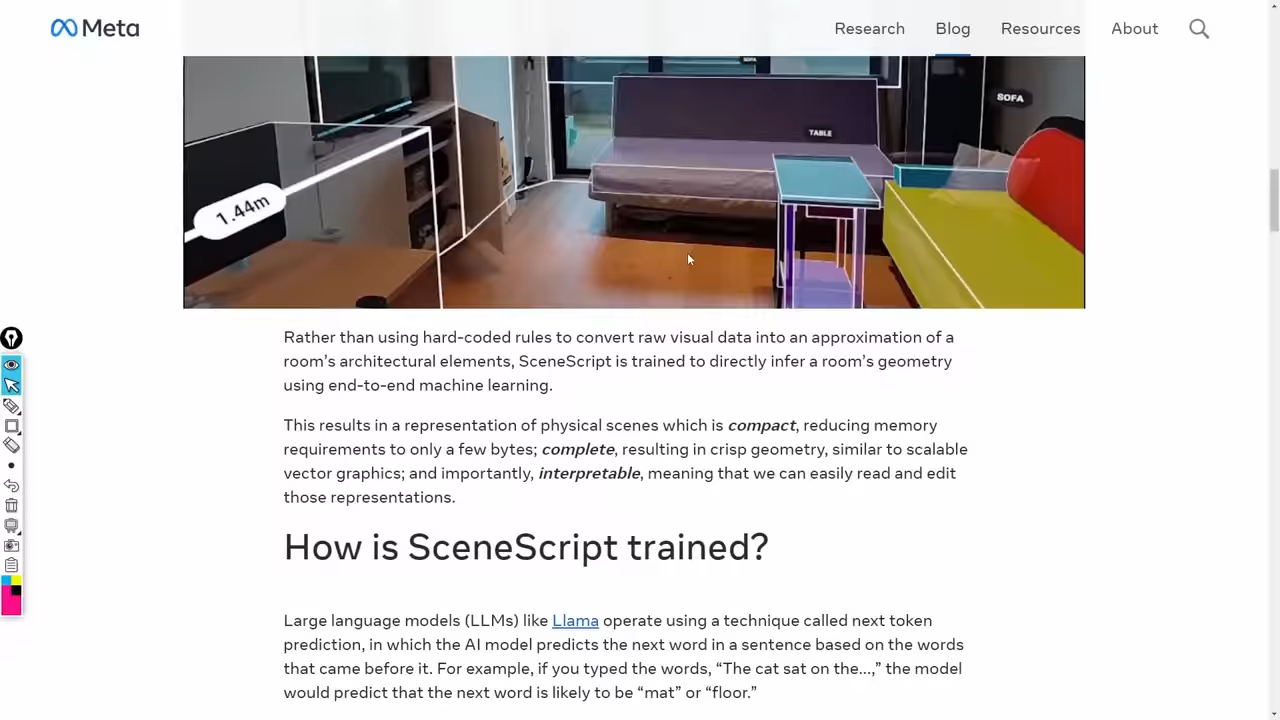 Meta
Research
Blog
Resources
About
SOFA
SOFA
TABLE
1.44m
Rather than using hard-coded rules to convert raw visual data into an approximation of a
room’s architectural elements, SceneScript is trained to directly infer a room’s geometry
using end-to-end machine learning.
This results in a representation of physical scenes which is compact, reducing memory
requirements to only a few bytes; complete, resulting in crisp geometry, similar to scalable
vector graphics; and importantly, interpretable, meaning that we can easily read and edit
those representations.
How is SceneScript trained?
Large language models (LLMs) like Llama operate using a technique called next token
prediction, in which the AI model predicts the next word in a sentence based on the words
that came before it. For example, if you typed the words, “The cat sat on the...,” the model
would predict that the next word is likely to be “mat” or “floor.”